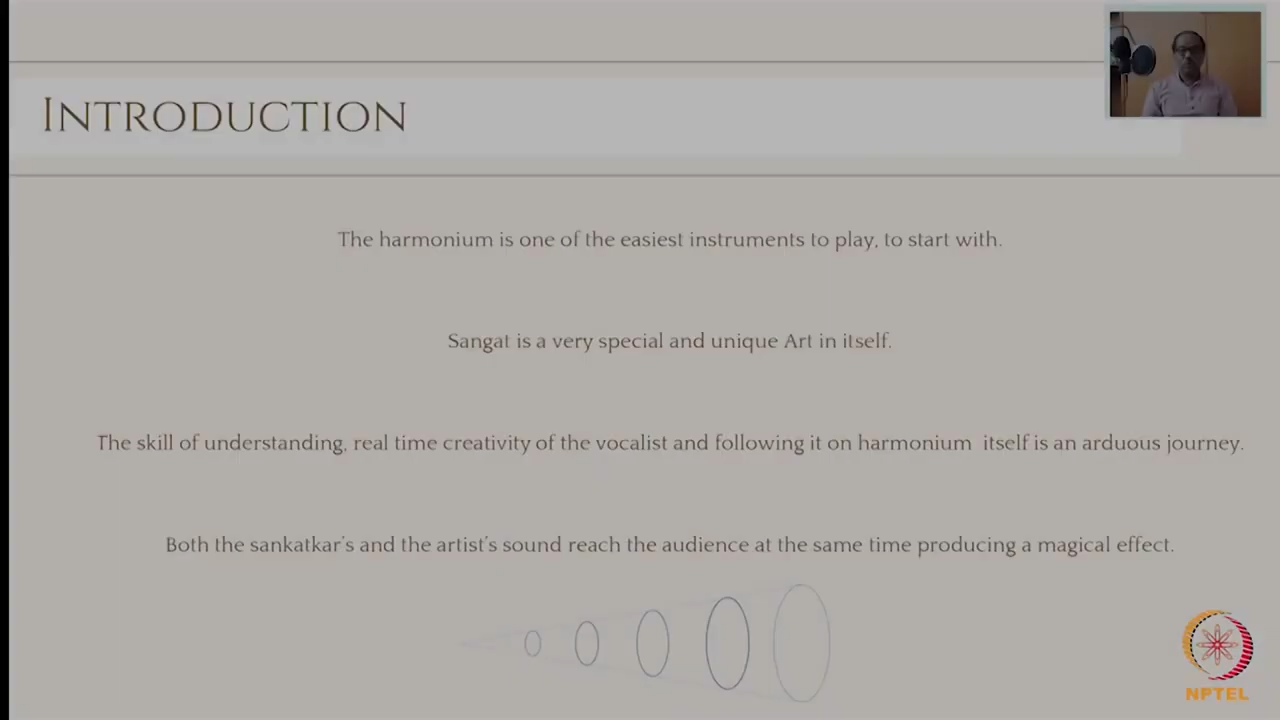 INTRODUCTION
The harmonium is one of the easiest instruments to play, to start with.
Sangat is a very special and unique Art in itself.
The skill of understanding, real time creativity of the vocalist and following it on harmonium itself is an arduous journey.
Both the sankatkar's and the artist's sound reach the audience at the same time producing a magical effect.
NPTEL